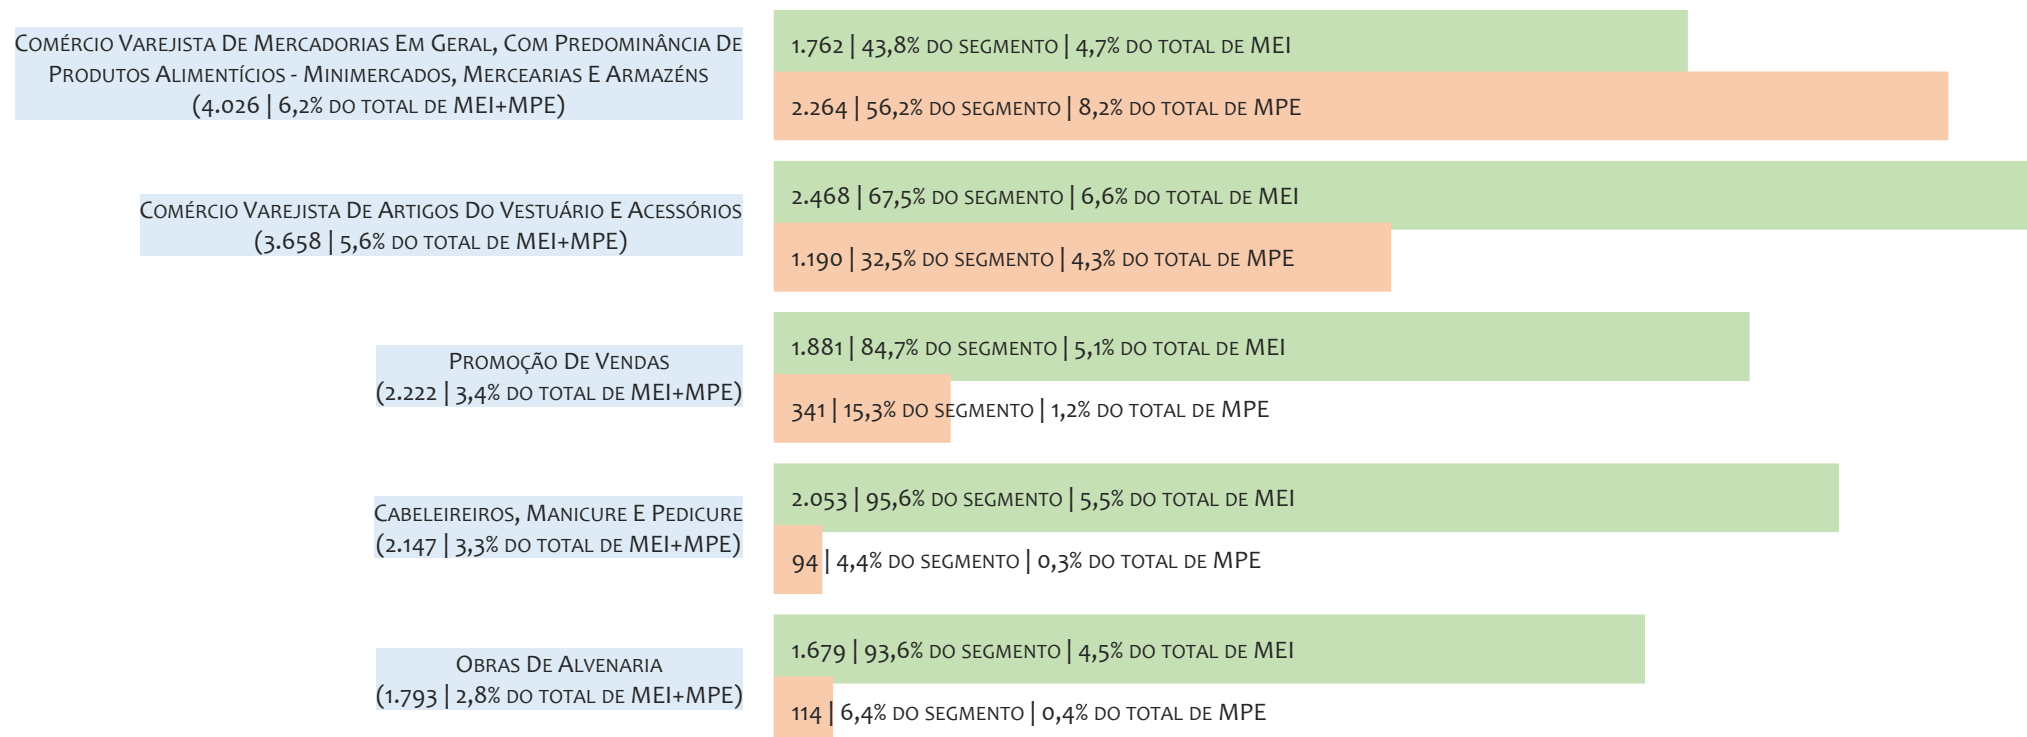 Comércio Varejista De Mercadorias Em Geral, Com Predominância De
Produtos Alimentícios - Minimercados, Mercearias E Armazéns
(4.026 | 6,2% do total de MEI+MPE)
1.762 | 43,8% do segmento | 4,7% do total de MEI
2.264 | 56,2% do segmento | 8,2% do total de MPE
Comércio Varejista De Artigos Do Vestuário E Acessórios
(3.658 | 5,6% do total de MEI+MPE)
2.468 | 67,5% do segmento | 6,6% do total de MEI
1.190 | 32,5% do segmento | 4,3% do total de MPE
Promoção De Vendas
(2.222 | 3,4% do total de MEI+MPE)
1.881 | 84,7% do segmento | 5,1% do total de MEI
341 | 15,3% do segmento | 1,2% do total de MPE
Cabeleireiros, Manicure E Pedicure
(2.147 | 3,3% do total de MEI+MPE)
2.053 | 95,6% do segmento | 5,5% do total de MEI
94 | 4,4% do segmento | 0,3% do total de MPE
Obras De Alvenaria
(1.793 | 2,8% do total de MEI+MPE)
1.679 | 93,6% do segmento | 4,5% do total de MEI
114 | 6,4% do segmento | 0,4% do total de MPE